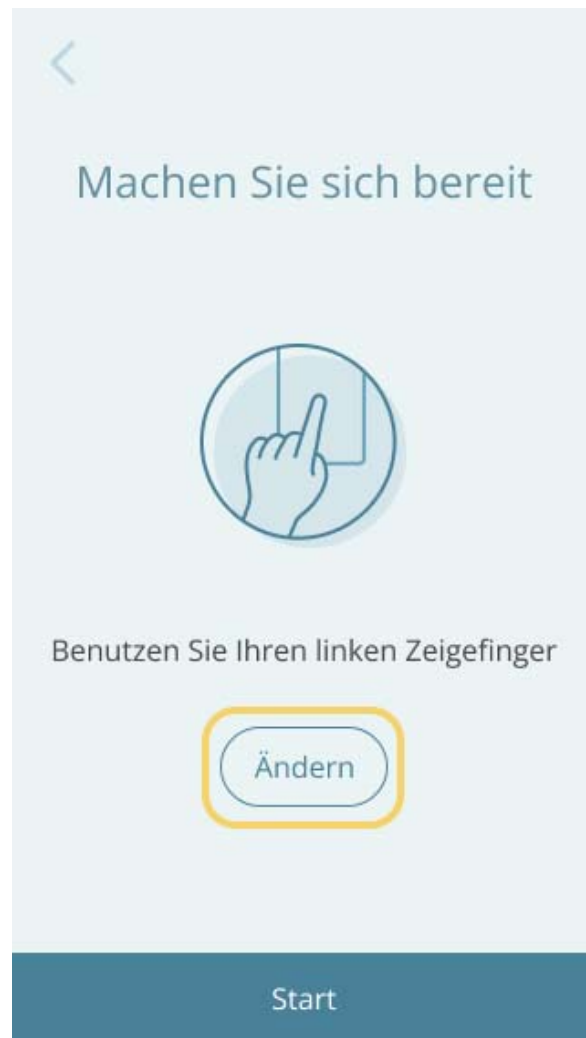 Machen Sie sich bereit
Benutzen Sie Ihren linken Zeigefinger
Ändern
Start